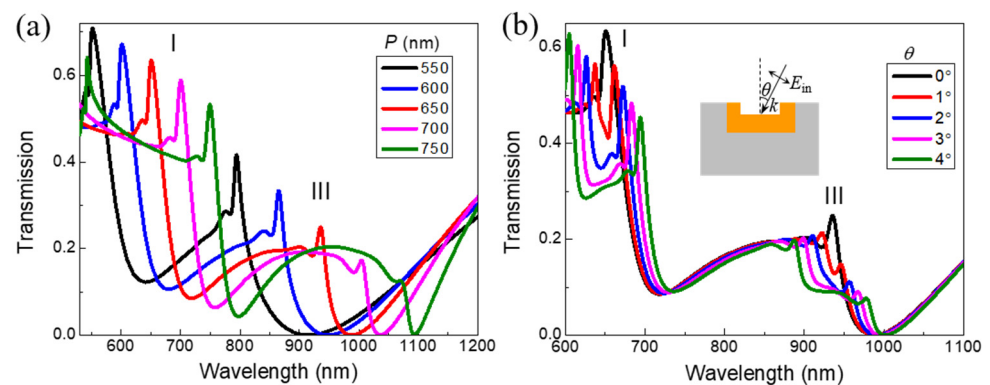 (a)
I
P (nm)
550
600
650
700
750
III
Transmission
0.6
0.4
0.2
0.0
600 700 800 900 1000 1100 1200
Wavelength (nm)
(b)
I
θ
0°
1°
2°
3°
4°
θ
E_in
k
III
Transmission
0.6
0.4
0.2
0.0
600 700 800 900 1000 1100
Wavelength (nm)